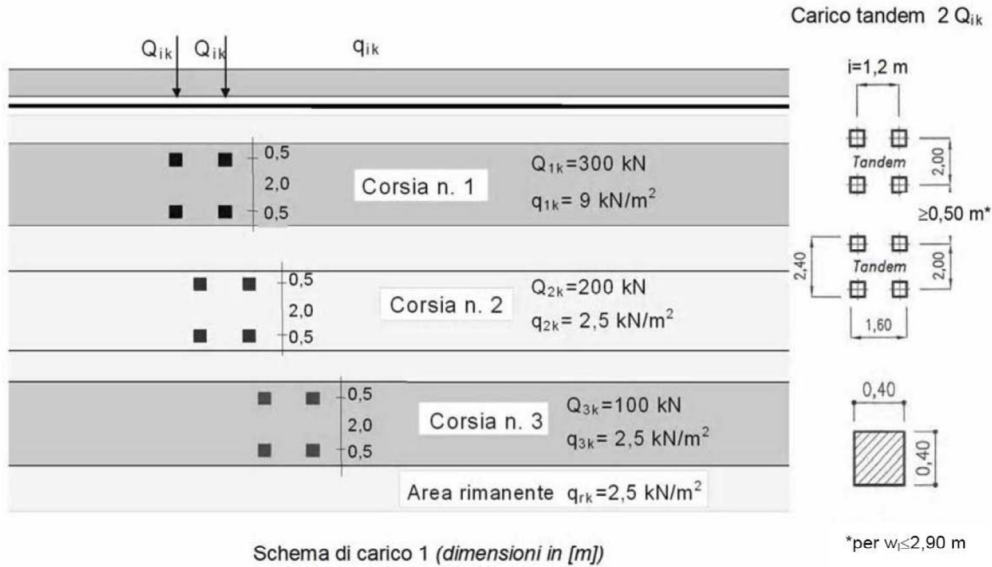 Carico tandem 2 Qik
Qik Qik qik
i=1,2 m
0,5
2,0
0,5
Corsia n. 1
Q1k=300 kN
q1k= 9 kN/m²
Tandem
2,00
≥0,50 m*
0,5
2,0
0,5
Corsia n. 2
Q2k=200 kN
q2k= 2,5 kN/m²
2,40
Tandem
2,00
1,60
0,5
2,0
0,5
Corsia n. 3
Q3k=100 kN
q3k= 2,5 kN/m²
0,40
0,40
Area rimanente qrk=2,5 kN/m²
Schema di carico 1 (dimensioni in [m])
*per wl≤2,90 m